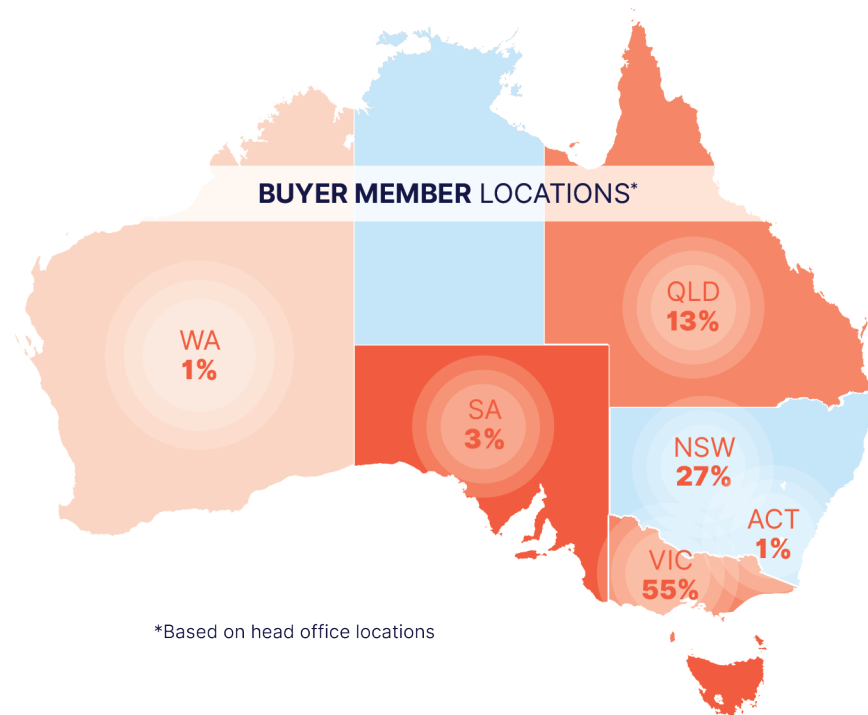 BUYER MEMBER LOCATIONS*
QLD
13%
WA
1%
SA
3%
NSW
27%
ACT
1%
VIC
55%
*Based on head office locations